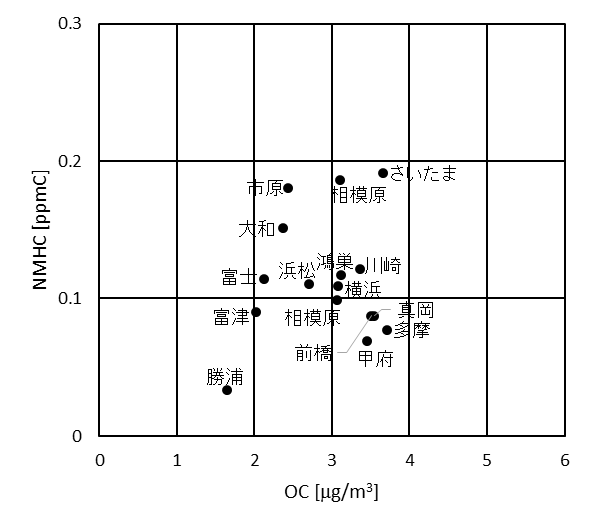 0.3
0.2
0.1
0
NMHC [ppmC]
さいたま
市原
相模原
大和
鴻巣
川崎
浜松
富士
横浜
富津
相模原
真岡
多摩
前橋
甲府
勝浦
0 1 2 3 4 5 6
OC [μg/m³]